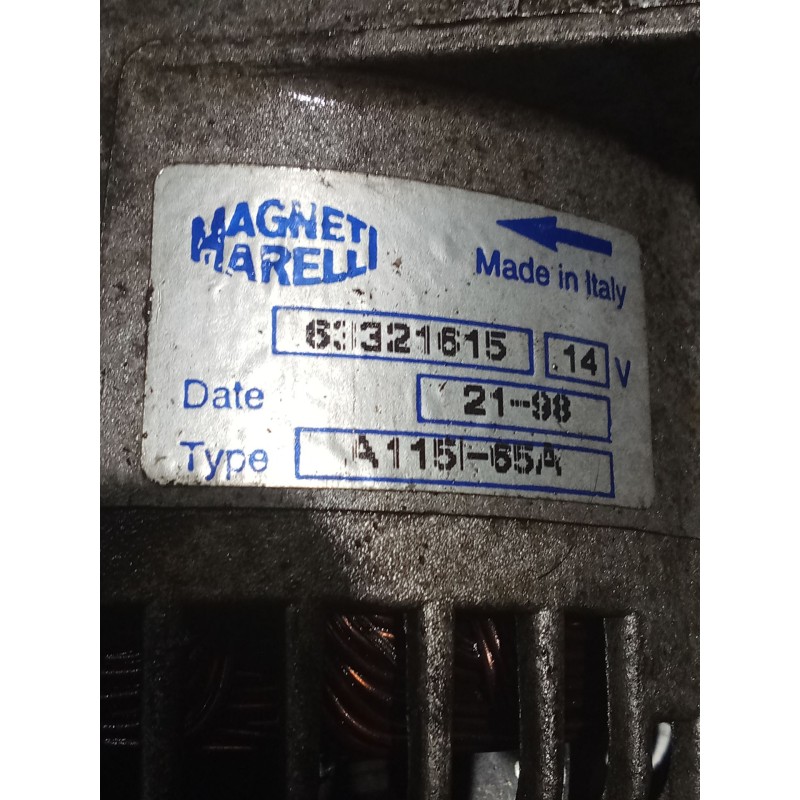 MAGNETI
MARELLI
Made in Italy
63321615
14 V
Date 21-98
Type A115I-65A